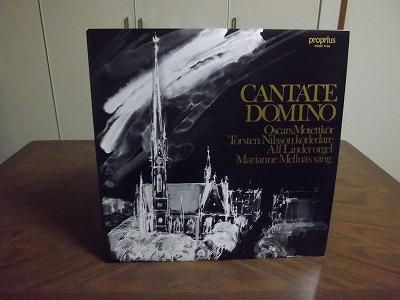 proprius
CANTATE
DOMINO
Oscars Motettkör
Torsten Nilsson körledare
Alf Linder orgel
Marianne Mellnäs sång